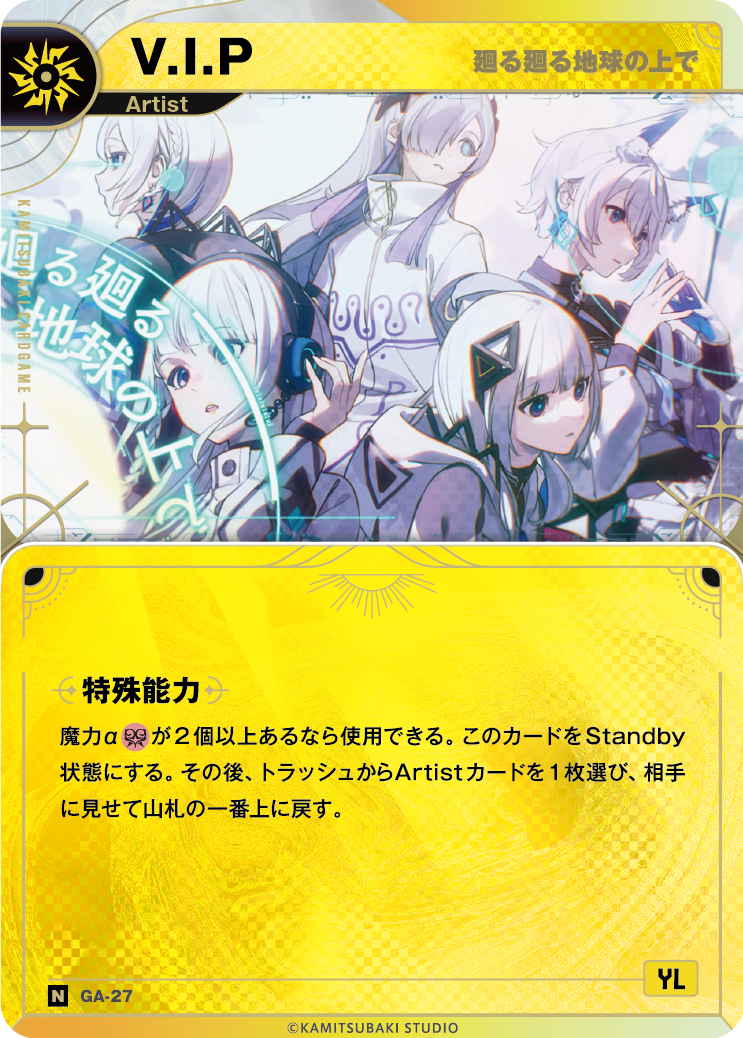 V.I.P
廻る廻る地球の上で
Artist
KAMITSUBAKI CARDGAME
廻る廻る
地球の上で
特殊能力
魔力αが2個以上あるなら使用できる。このカードをStandby
状態にする。その後、トラッシュからArtistカードを1枚選び、相手
に見せて山札の一番上に戻す。
YL
N GA-27
©KAMITSUBAKI STUDIO